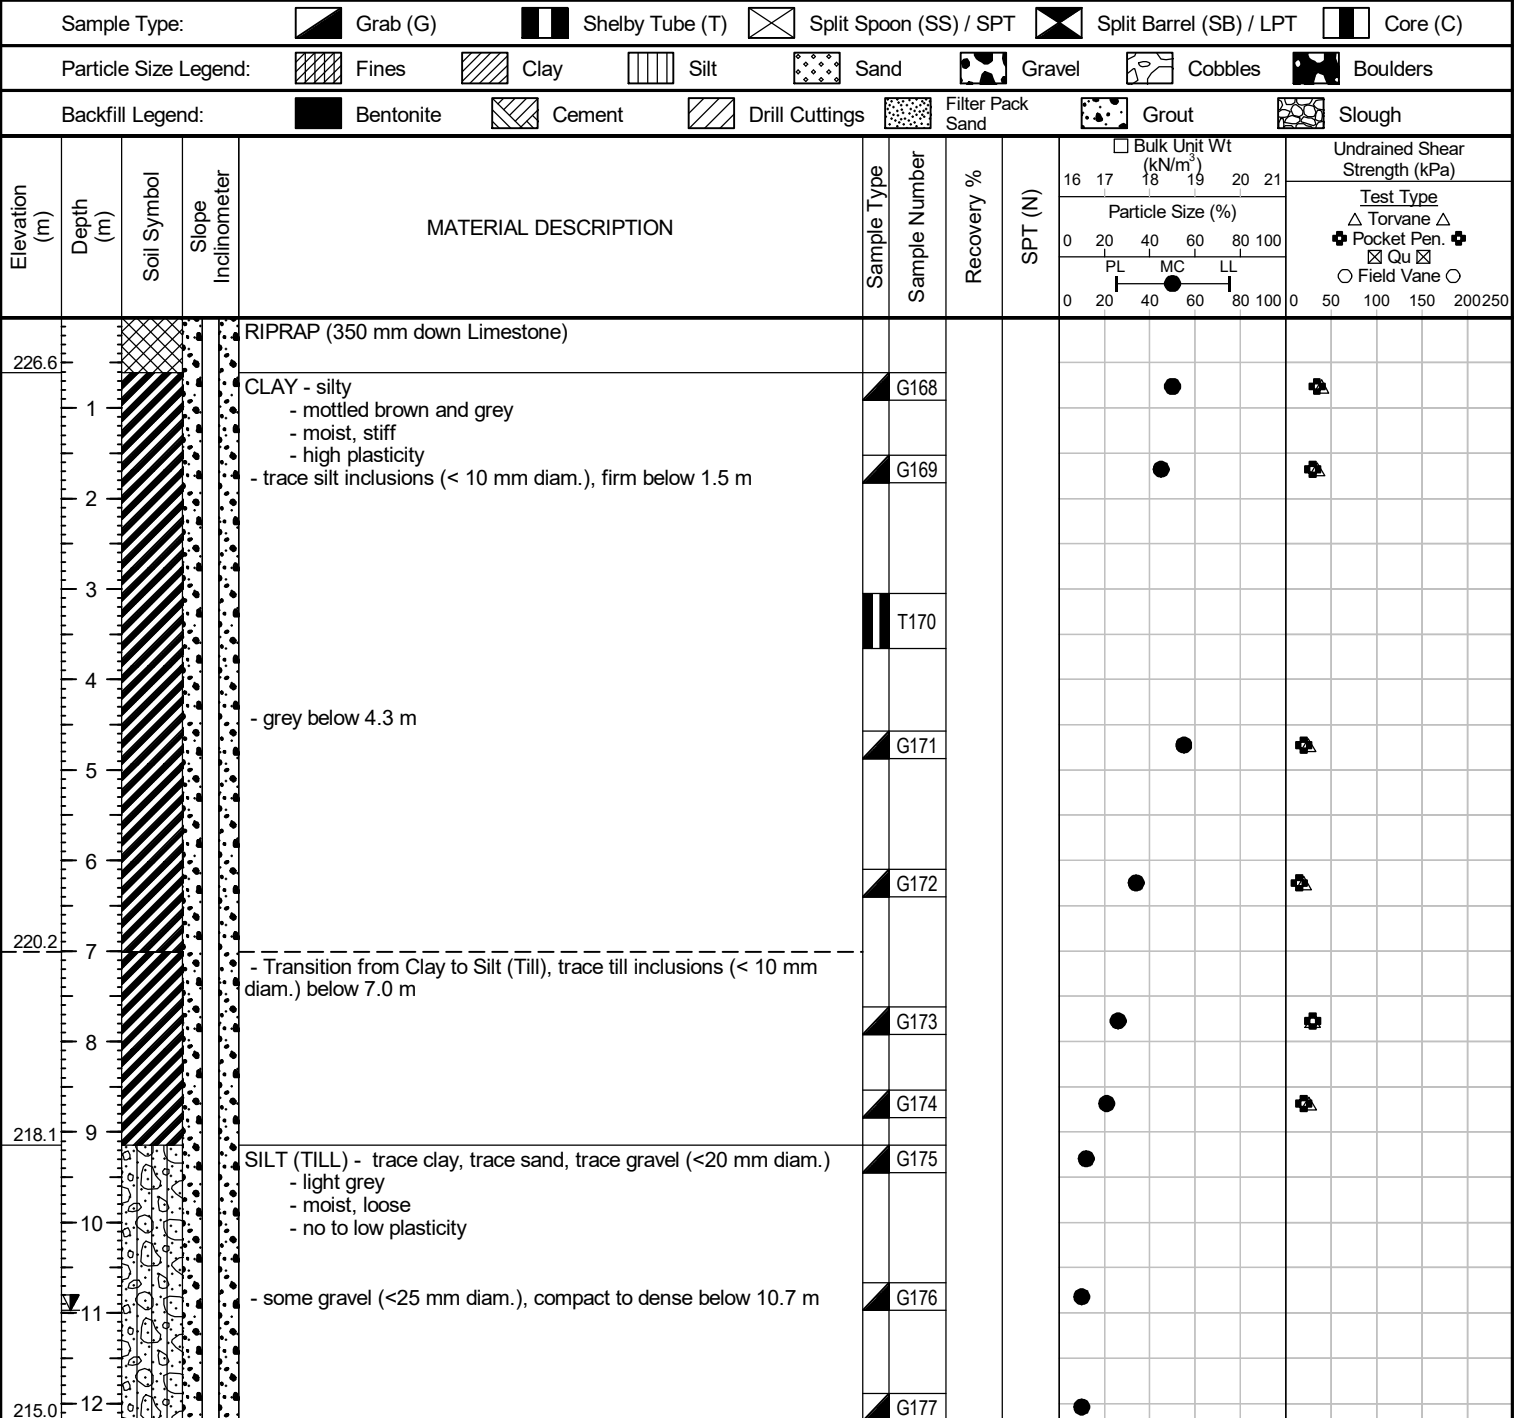 Sample Type: Grab (G) Shelby Tube (T) Split Spoon (SS) / SPT Split Barrel (SB) / LPT Core (C)
Particle Size Legend: Fines Clay Silt Sand Gravel Cobbles Boulders
Backfill Legend: Bentonite Cement Drill Cuttings Filter Pack Sand Grout Slough
Elevation (m)
Depth (m)
Soil Symbol
Slope Inclinometer
MATERIAL DESCRIPTION
Sample Type
Sample Number
Recovery %
SPT (N)
Bulk Unit Wt
(kN/m3)
16 17 18 19 20 21
Particle Size (%)
0 20 40 60 80 100
PL MC LL
0 20 40 60 80 100
Undrained Shear
Strength (kPa)
Test Type
Torvane
Pocket Pen.
Qu
Field Vane
0 50 100 150 200 250
RIPRAP (350 mm down Limestone)
226.6
CLAY - silty
G168
1
- mottled brown and grey
- moist, stiff
- high plasticity
- trace silt inclusions (< 10 mm diam.), firm below 1.5 m
G169
2
3
T170
4
- grey below 4.3 m
G171
5
6
G172
220.2
7
- Transition from Clay to Silt (Till), trace till inclusions (< 10 mm
diam.) below 7.0 m
G173
8
G174
218.1
9
SILT (TILL) - trace clay, trace sand, trace gravel (<20 mm diam.)
G175
- light grey
- moist, loose
- no to low plasticity
10
- some gravel (<25 mm diam.), compact to dense below 10.7 m
G176
11
12
G177
215.0